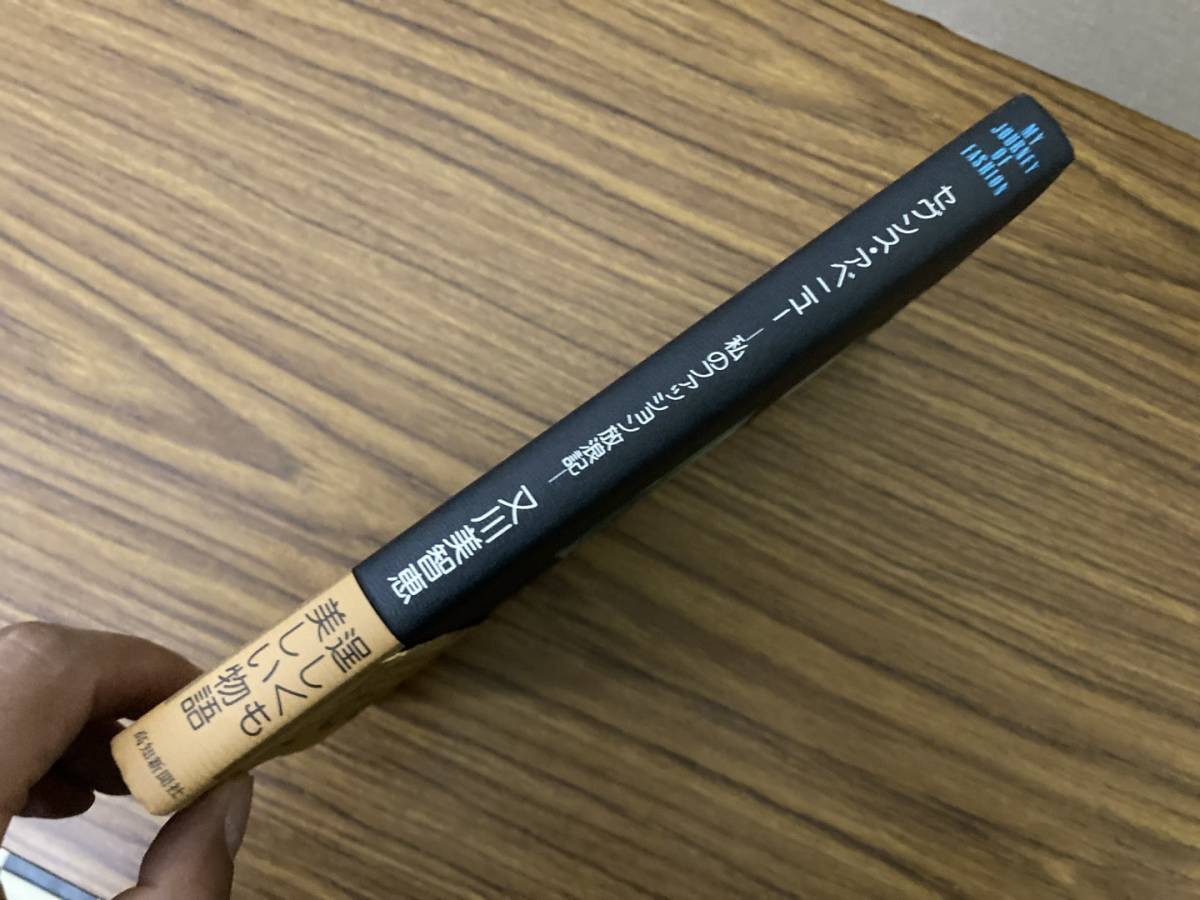 MY
JOURNEY
OF
FASHION
セヴンス・アベニュー
―私のファッション放浪記―
又川美智恵
逞しくも
美しい
物語
高知新聞社